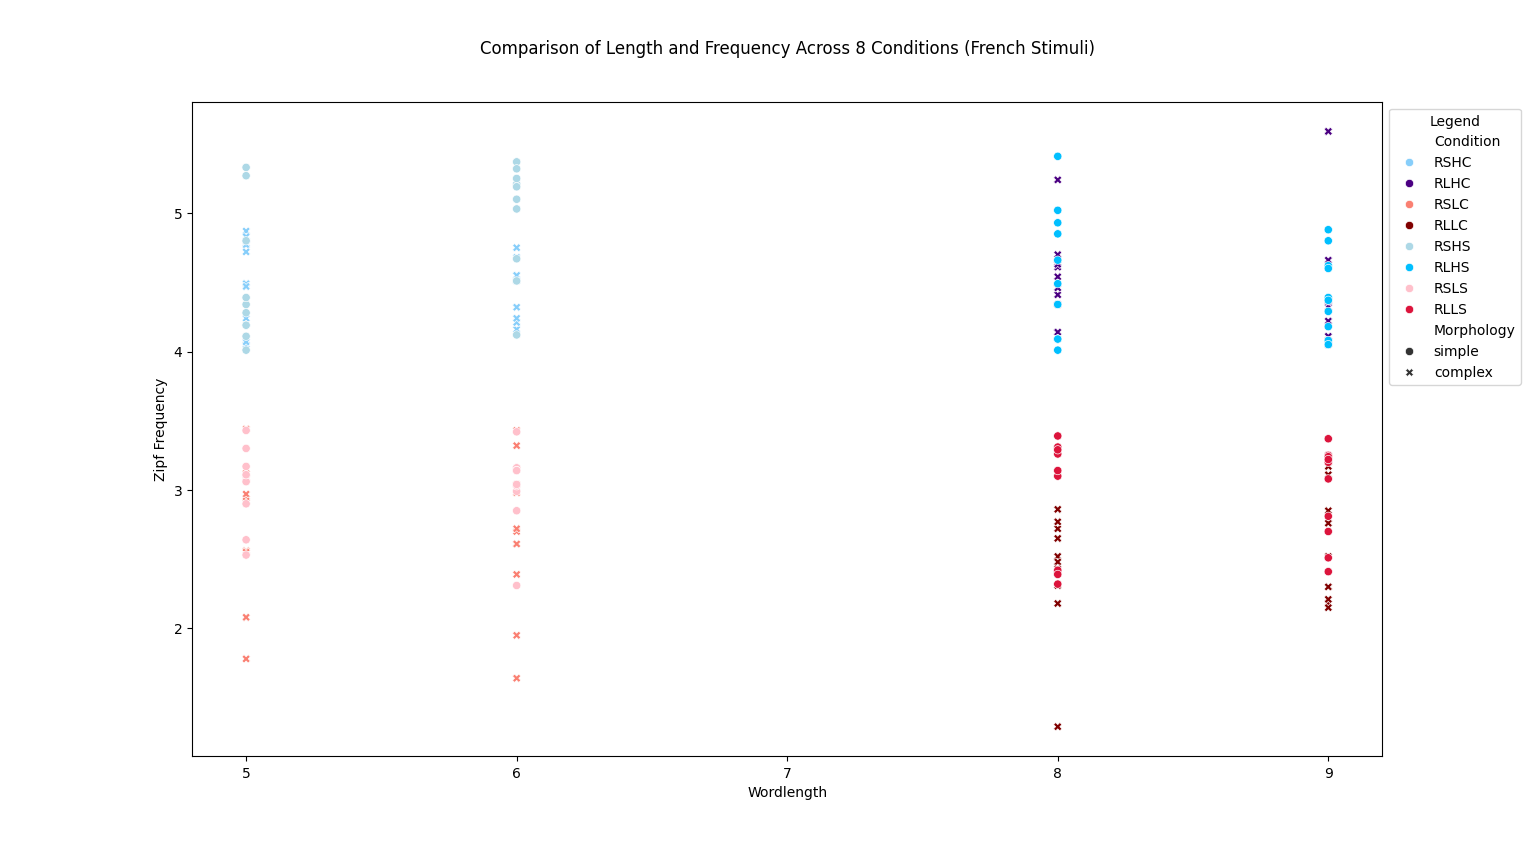 Comparison of Length and Frequency Across 8 Conditions (French Stimuli)
Legend
Condition
RSHC
RLHC
RSLC
RLLC
RSHS
RLHS
RSLS
RLLS
Morphology
simple
complex
Zipf Frequency
5
4
3
2
5 6 7 8 9
Wordlength